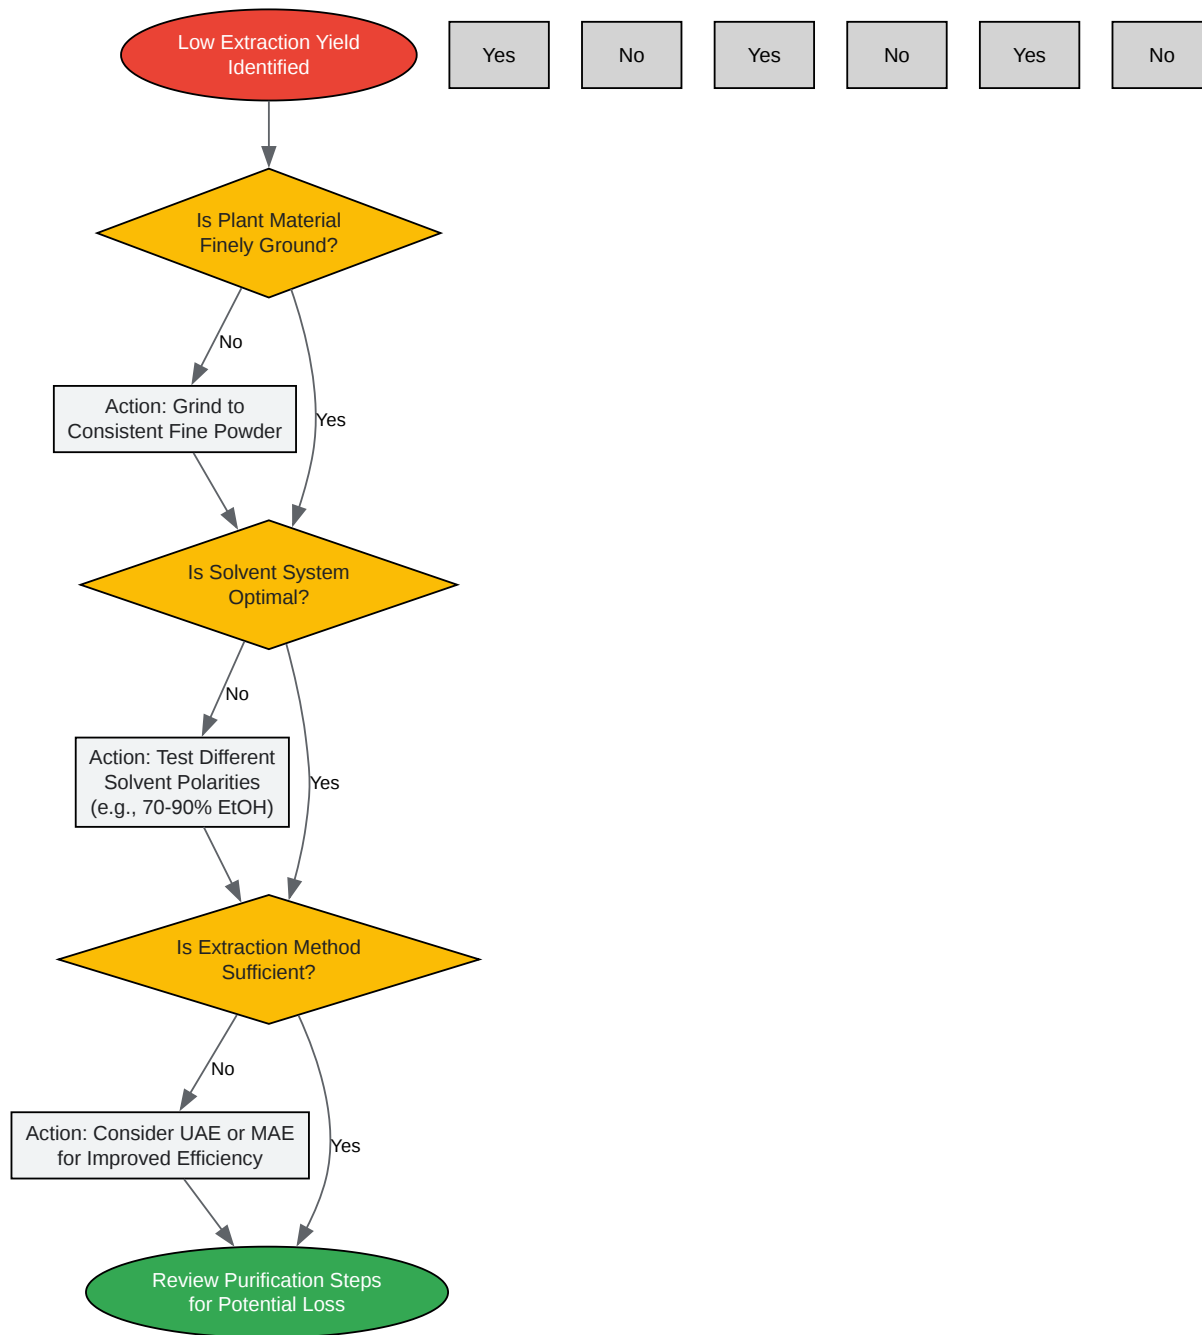 Low Extraction Yield
Identified
Yes
No
Yes
No
Yes
No
Is Plant Material
Finely Ground?
No
Action: Grind to
Consistent Fine Powder
Yes
Is Solvent System
Optimal?
No
Action: Test Different
Solvent Polarities
(e.g., 70-90% EtOH)
Yes
Is Extraction Method
Sufficient?
No
Action: Consider UAE or MAE
for Improved Efficiency
Yes
Review Purification Steps
for Potential Loss